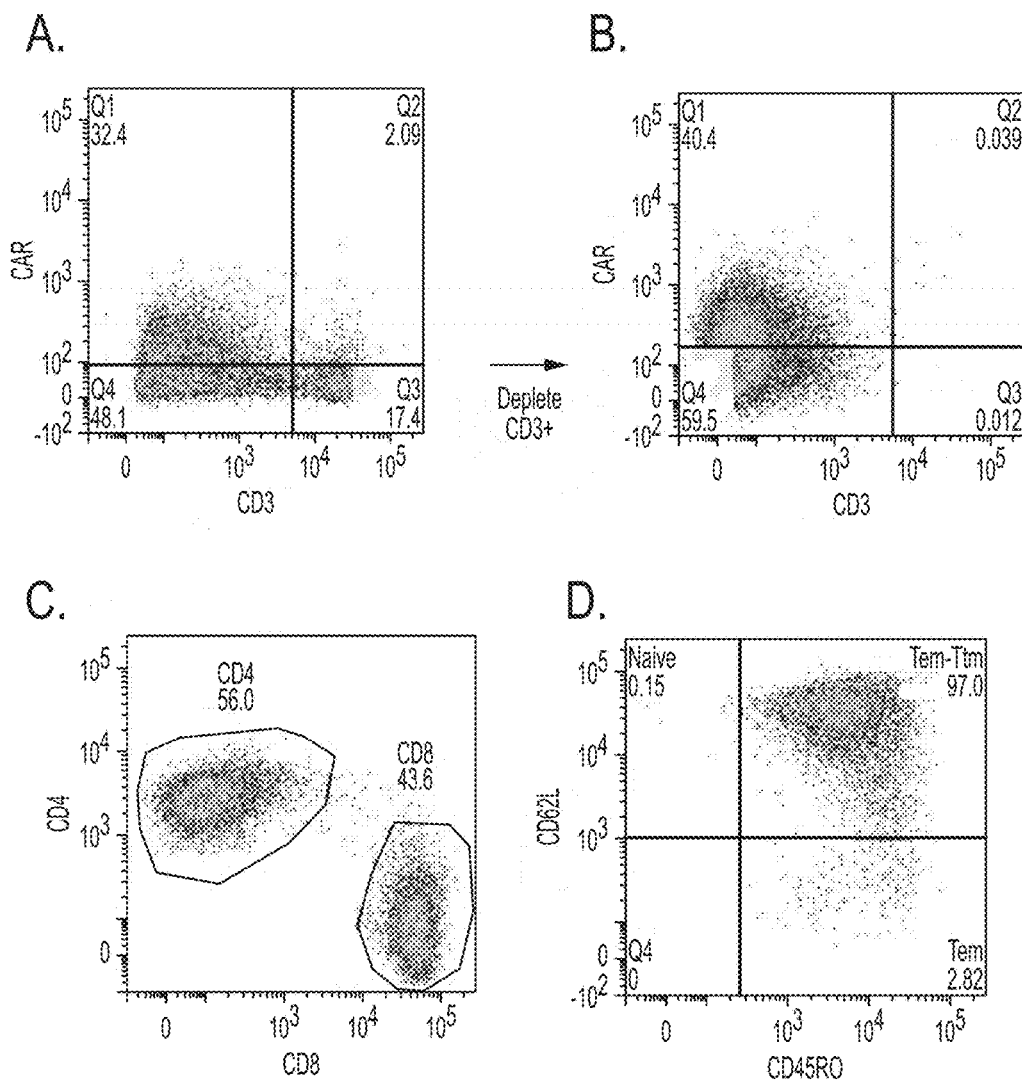 A.
Q1
32.4
Q2
2.09
10^5
10^4
10^3
10^2
0
-10^2
CAR
Q4
48.1
Q3
17.4
0
10^3
10^4
10^5
CD3
Deplete
CD3+
B.
Q1
40.4
Q2
0.039
10^5
10^4
10^3
10^2
0
-10^2
CAR
Q4
59.5
Q3
0.012
0
10^3
10^4
10^5
CD3
C.
CD4
56.0
CD8
43.6
10^5
10^4
10^3
0
CD4
0
10^3
10^4
10^5
CD8
D.
Naive
0.15
Tem-Ttm
97.0
10^5
10^4
10^3
0
-10^2
CD62L
Q4
0
Tem
2.82
0
10^3
10^4
10^5
CD45RO